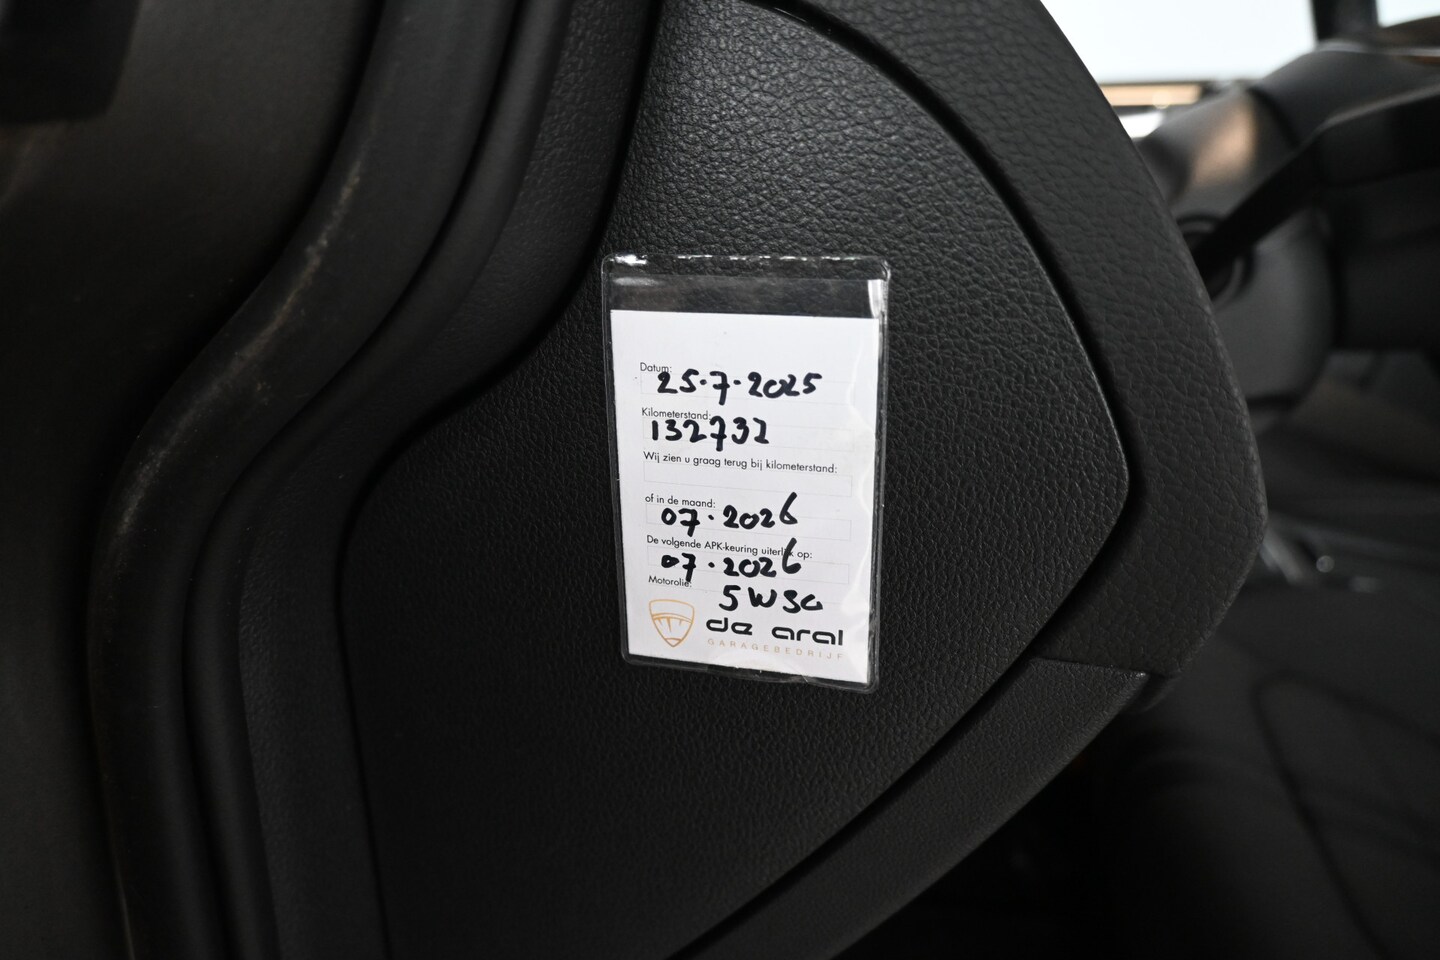 Datum:
25·7·2025
Kilometerstand:
132732
Wij zien u graag terug bij kilometerstand:
of in de maand:
07·2026
De volgende APK-keuring uiterlijk op:
07·2026
Motorolie:
5W30
de aral
GARAGEBEDRIJF